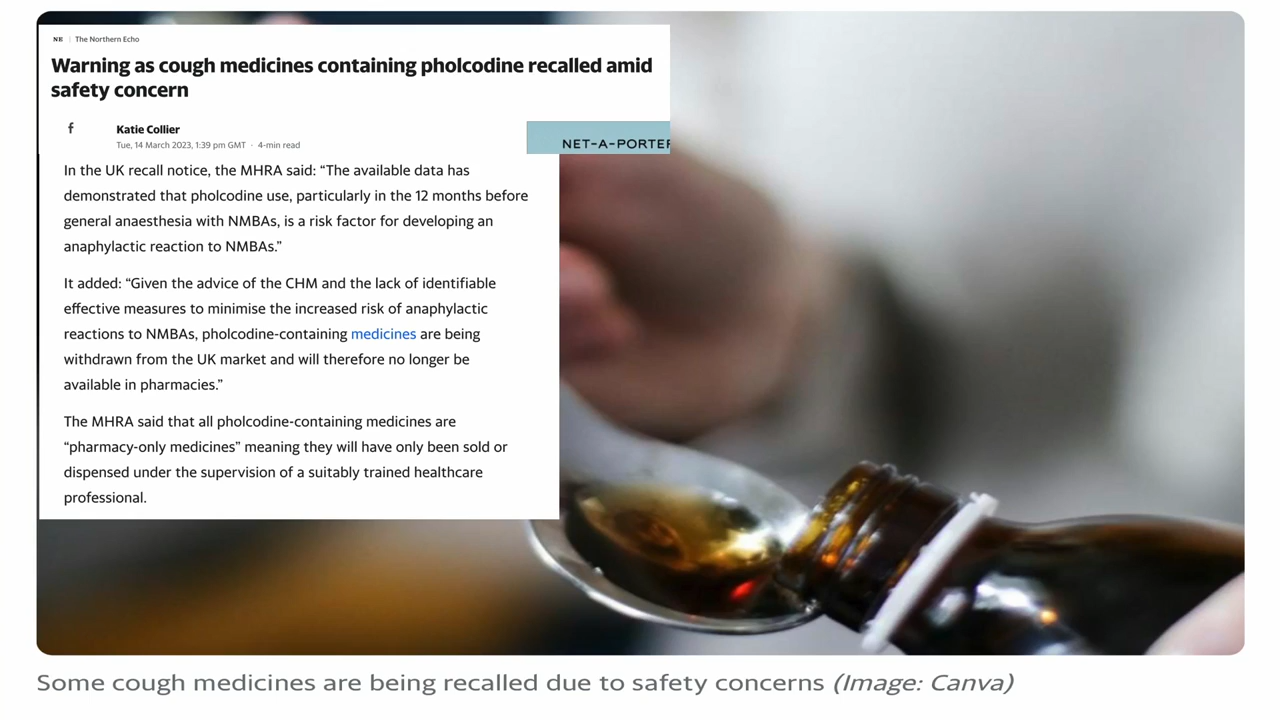 NE | The Northern Echo
Warning as cough medicines containing pholcodine recalled amid
safety concern
f
Katie Collier
Tue, 14 March 2023, 1:39 pm GMT · 4-min read
NET-A-PORTER
In the UK recall notice, the MHRA said: “The available data has
demonstrated that pholcodine use, particularly in the 12 months before
general anaesthesia with NMBAs, is a risk factor for developing an
anaphylactic reaction to NMBAs.”
It added: “Given the advice of the CHM and the lack of identifiable
effective measures to minimise the increased risk of anaphylactic
reactions to NMBAs, pholcodine-containing medicines are being
withdrawn from the UK market and will therefore no longer be
available in pharmacies.”
The MHRA said that all pholcodine-containing medicines are
“pharmacy-only medicines” meaning they will have only been sold or
dispensed under the supervision of a suitably trained healthcare
professional.
Some cough medicines are being recalled due to safety concerns (Image: Canva)